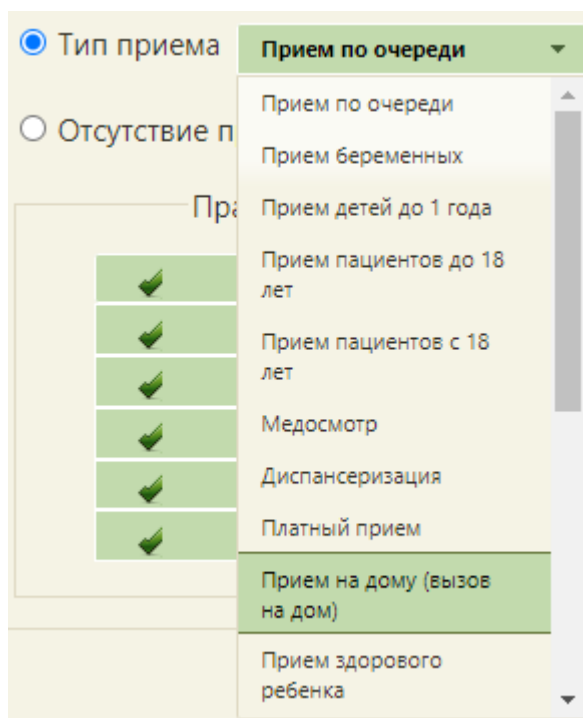 Тип приема Прием по очереди
Прием по очереди
Отсутствие п
Прием беременных
Пра
Прием детей до 1 года
Прием пациентов до 18
лет
Прием пациентов с 18
лет
Медосмотр
Диспансеризация
Платный прием
Прием на дому (вызов
на дом)
Прием здорового
ребенка